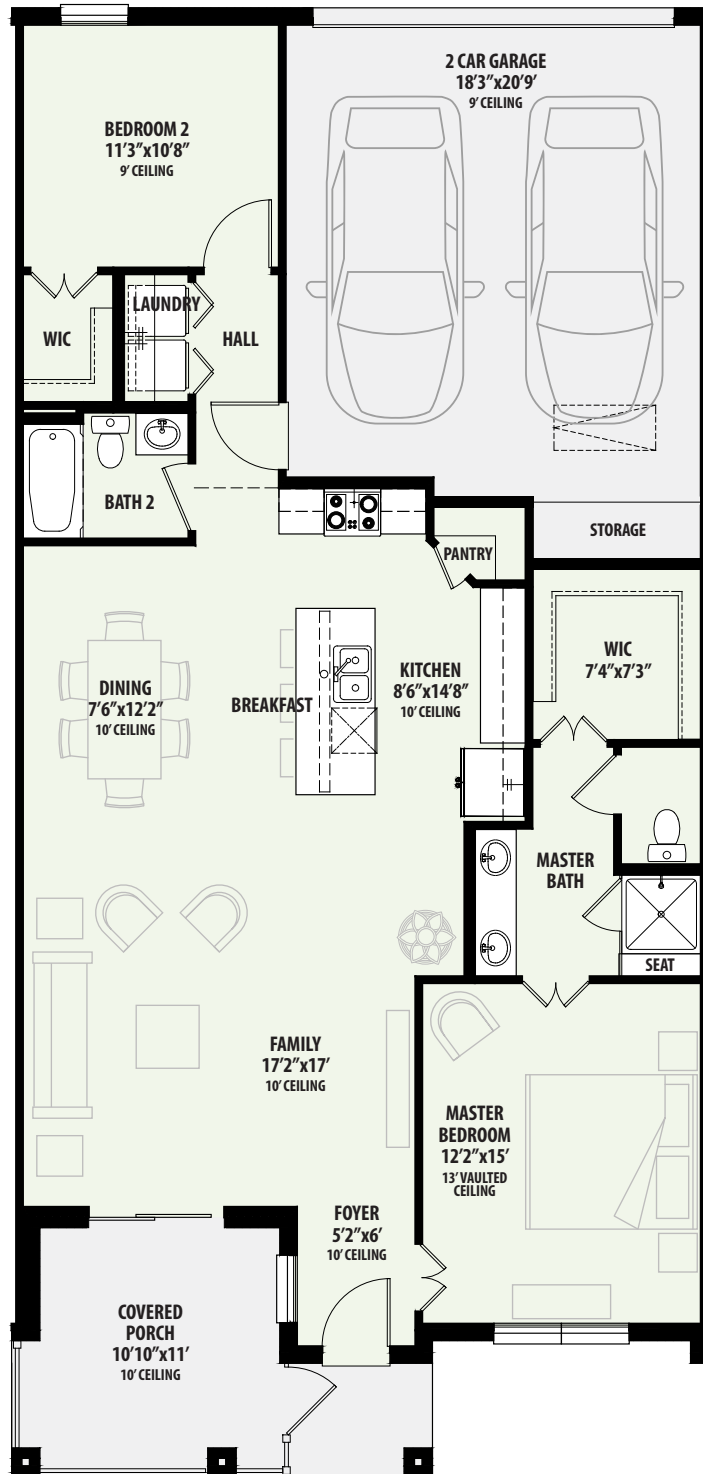 2 CAR GARAGE
18'3"x20'9'
9' CEILING
BEDROOM 2
11'3"x10'8"
9' CEILING
LAUNDRY
WIC
HALL
BATH 2
STORAGE
PANTRY
WIC
7'4"x7'3"
KITCHEN
8'6"x14'8"
10' CEILING
DINING
7'6"x12'2"
10' CEILING
BREAKFAST
MASTER
BATH
SEAT
FAMILY
17'2"x17'
10' CEILING
MASTER
BEDROOM
12'2"x15'
13' VAULTED
CEILING
FOYER
5'2"x6'
10' CEILING
COVERED
PORCH
10'10"x11'
10' CEILING